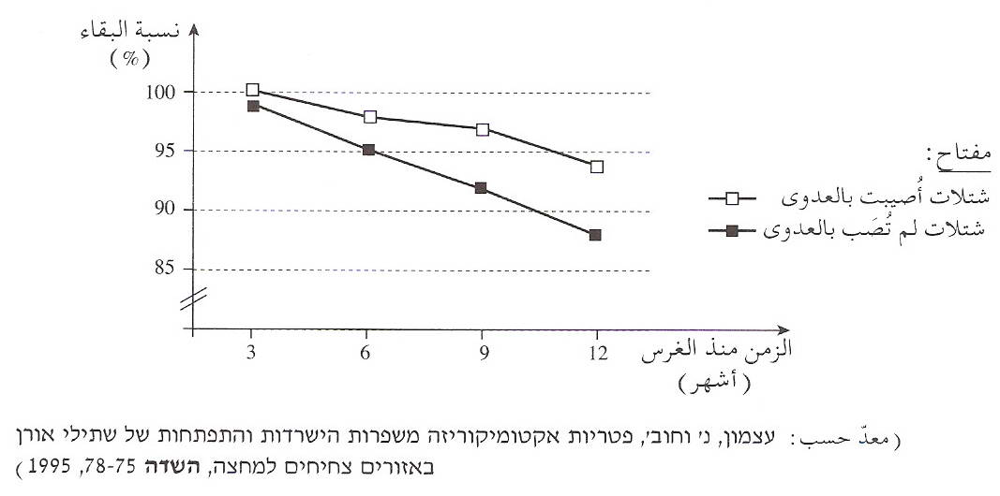 نسبة البقاء
(%)
100
95
90
85
3 6 9 12
الزمن منذ الغرس
(أشهر)
مفتاح:
شتلات أُصيبت بالعدوى
شتلات لم تُصَب بالعدوى
(معدّ حسب: עצמון, נ' וחוב', פטריות אקטומיקוריזה משפרות הישרדות והתפתחות של שתילי אורן
באזורים צחיחים למחצה, השדה 78-75, 1995)